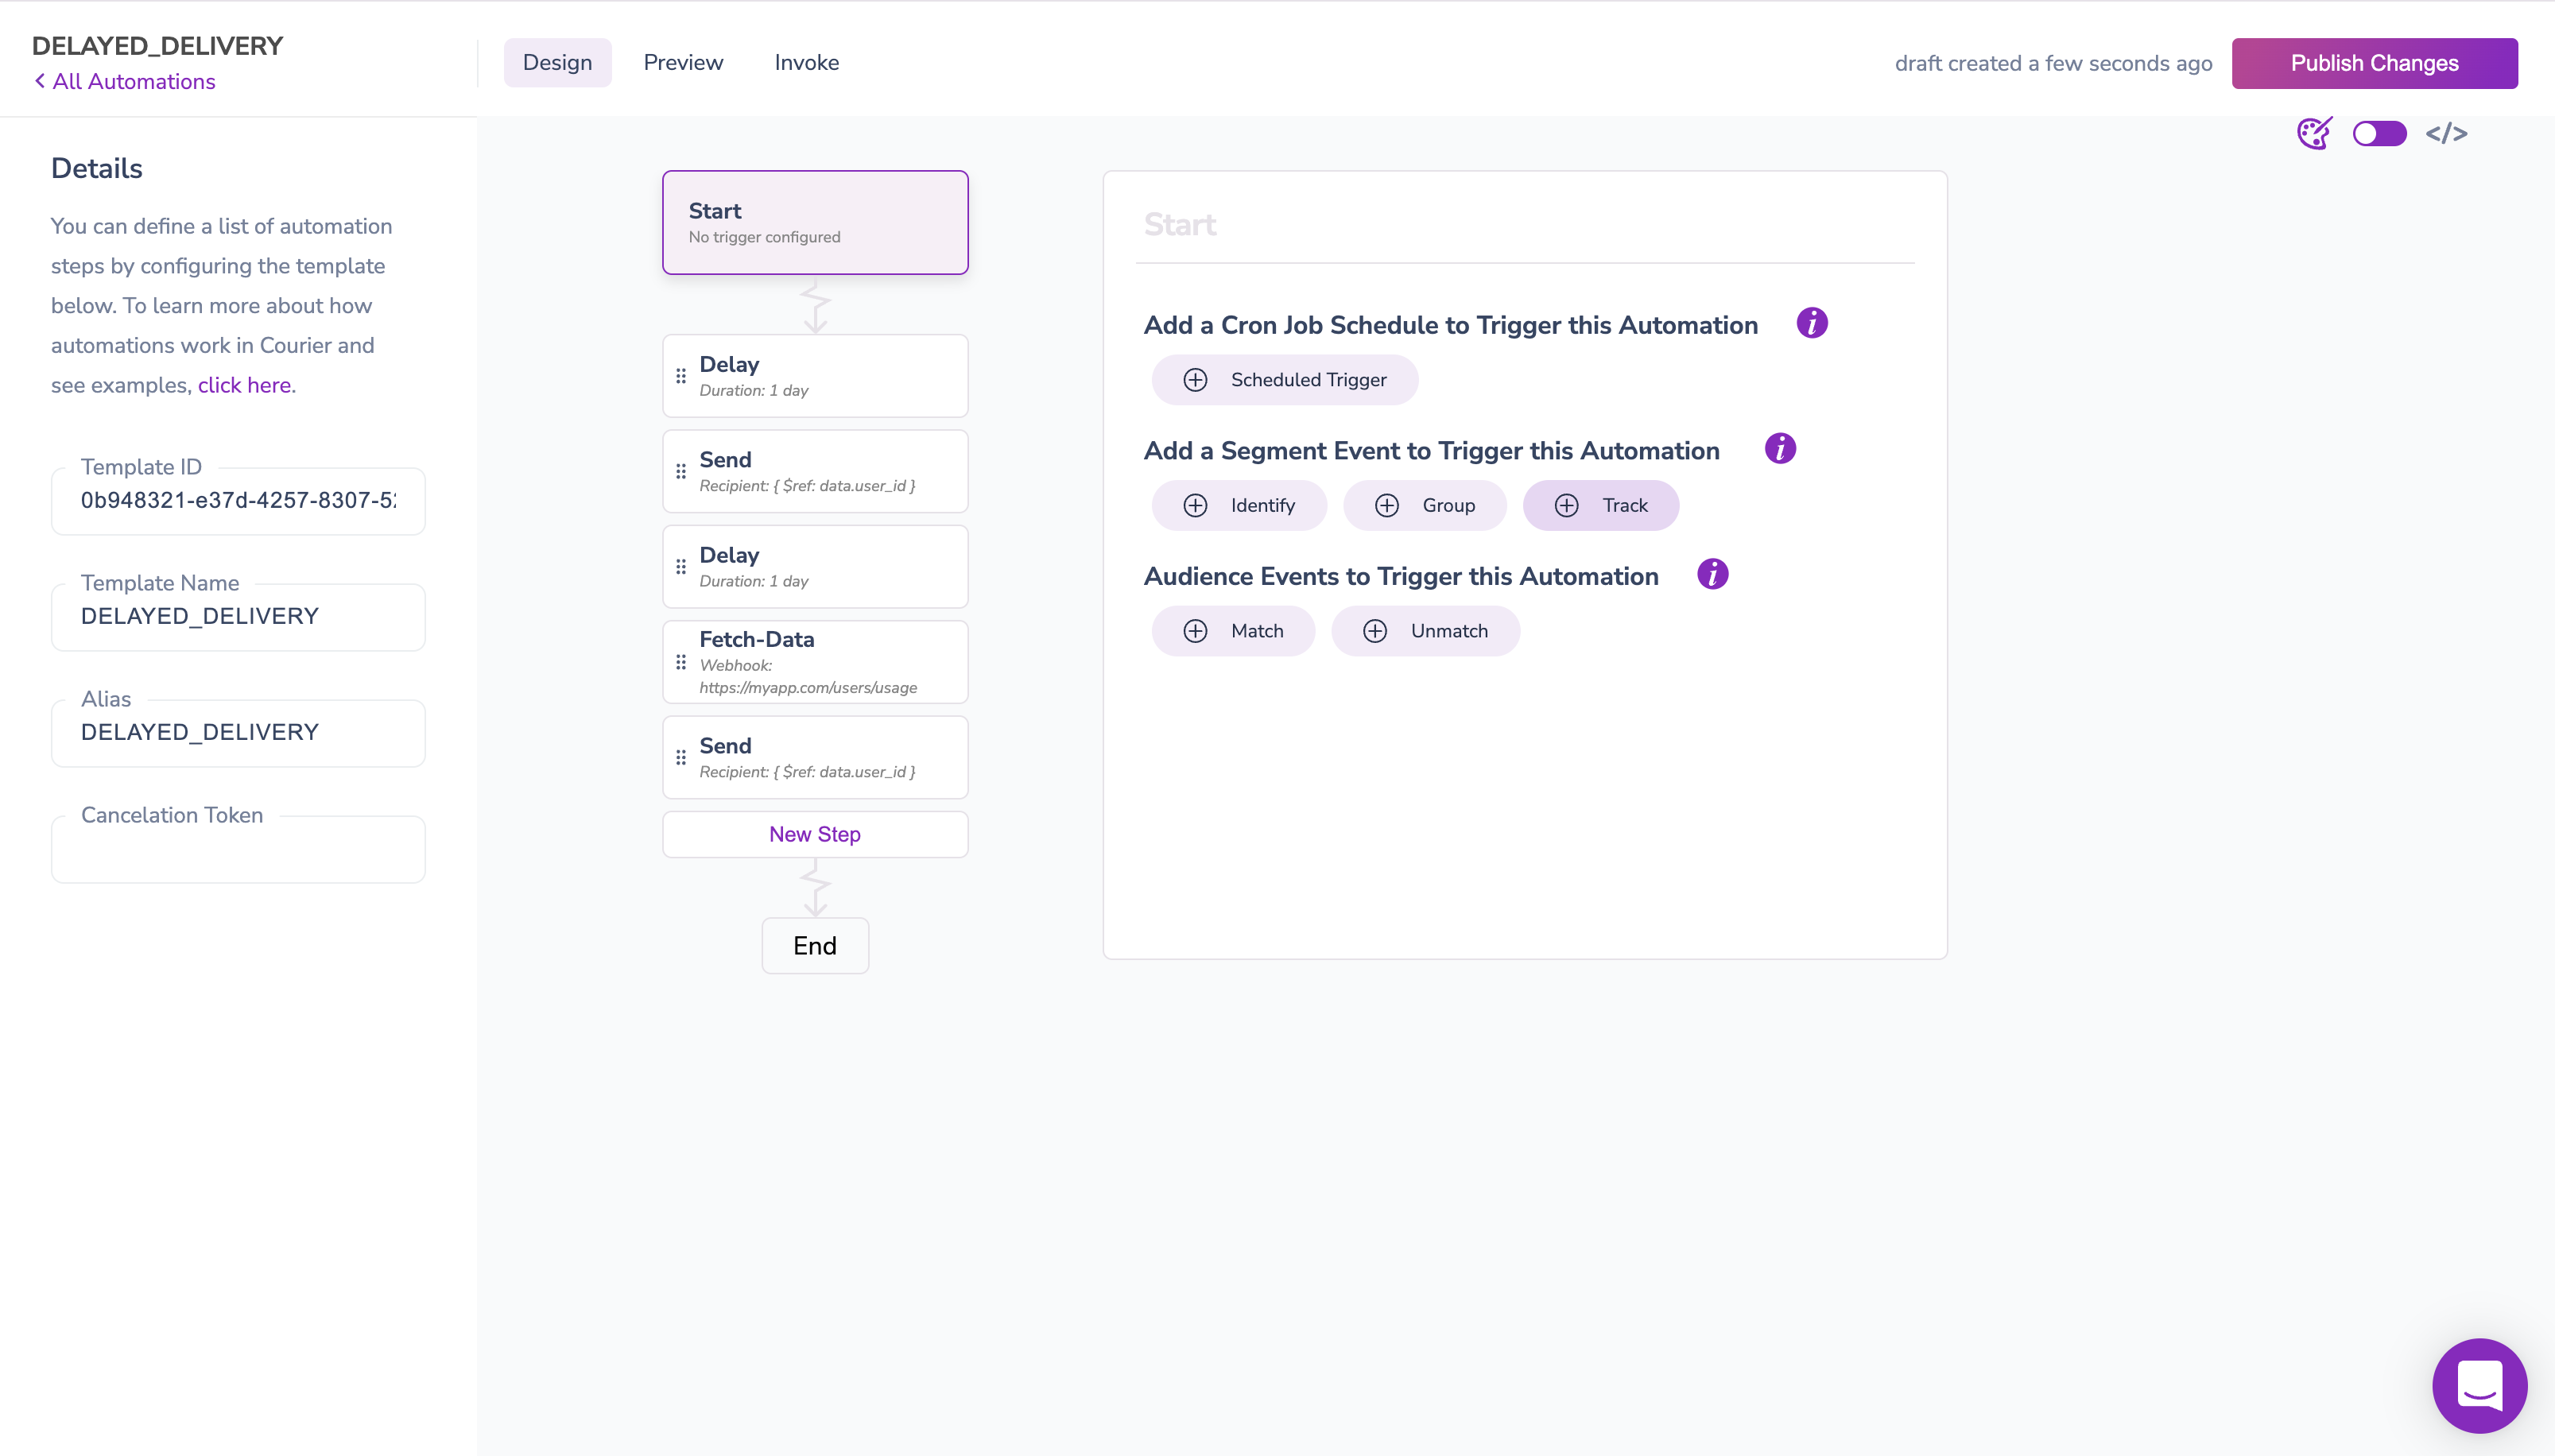 DELAYED_DELIVERY
All Automations
Design
Preview
Invoke
draft created a few seconds ago
Publish Changes
</>
Details
You can define a list of automation
steps by configuring the template
below. To learn more about how
automations work in Courier and
see examples, click here.
Template ID
0b948321-e37d-4257-8307-5
Template Name
DELAYED_DELIVERY
Alias
DELAYED_DELIVERY
Cancelation Token
Start
No trigger configured
Delay
Duration: 1 day
Send
Recipient: { $ref: data.user_id }
Delay
Duration: 1 day
Fetch-Data
Webhook:
https://myapp.com/users/usage
Send
Recipient: { $ref: data.user_id }
New Step
End
Start
Add a Cron Job Schedule to Trigger this Automation
Scheduled Trigger
Add a Segment Event to Trigger this Automation
Identify
Group
Track
Audience Events to Trigger this Automation
Match
Unmatch